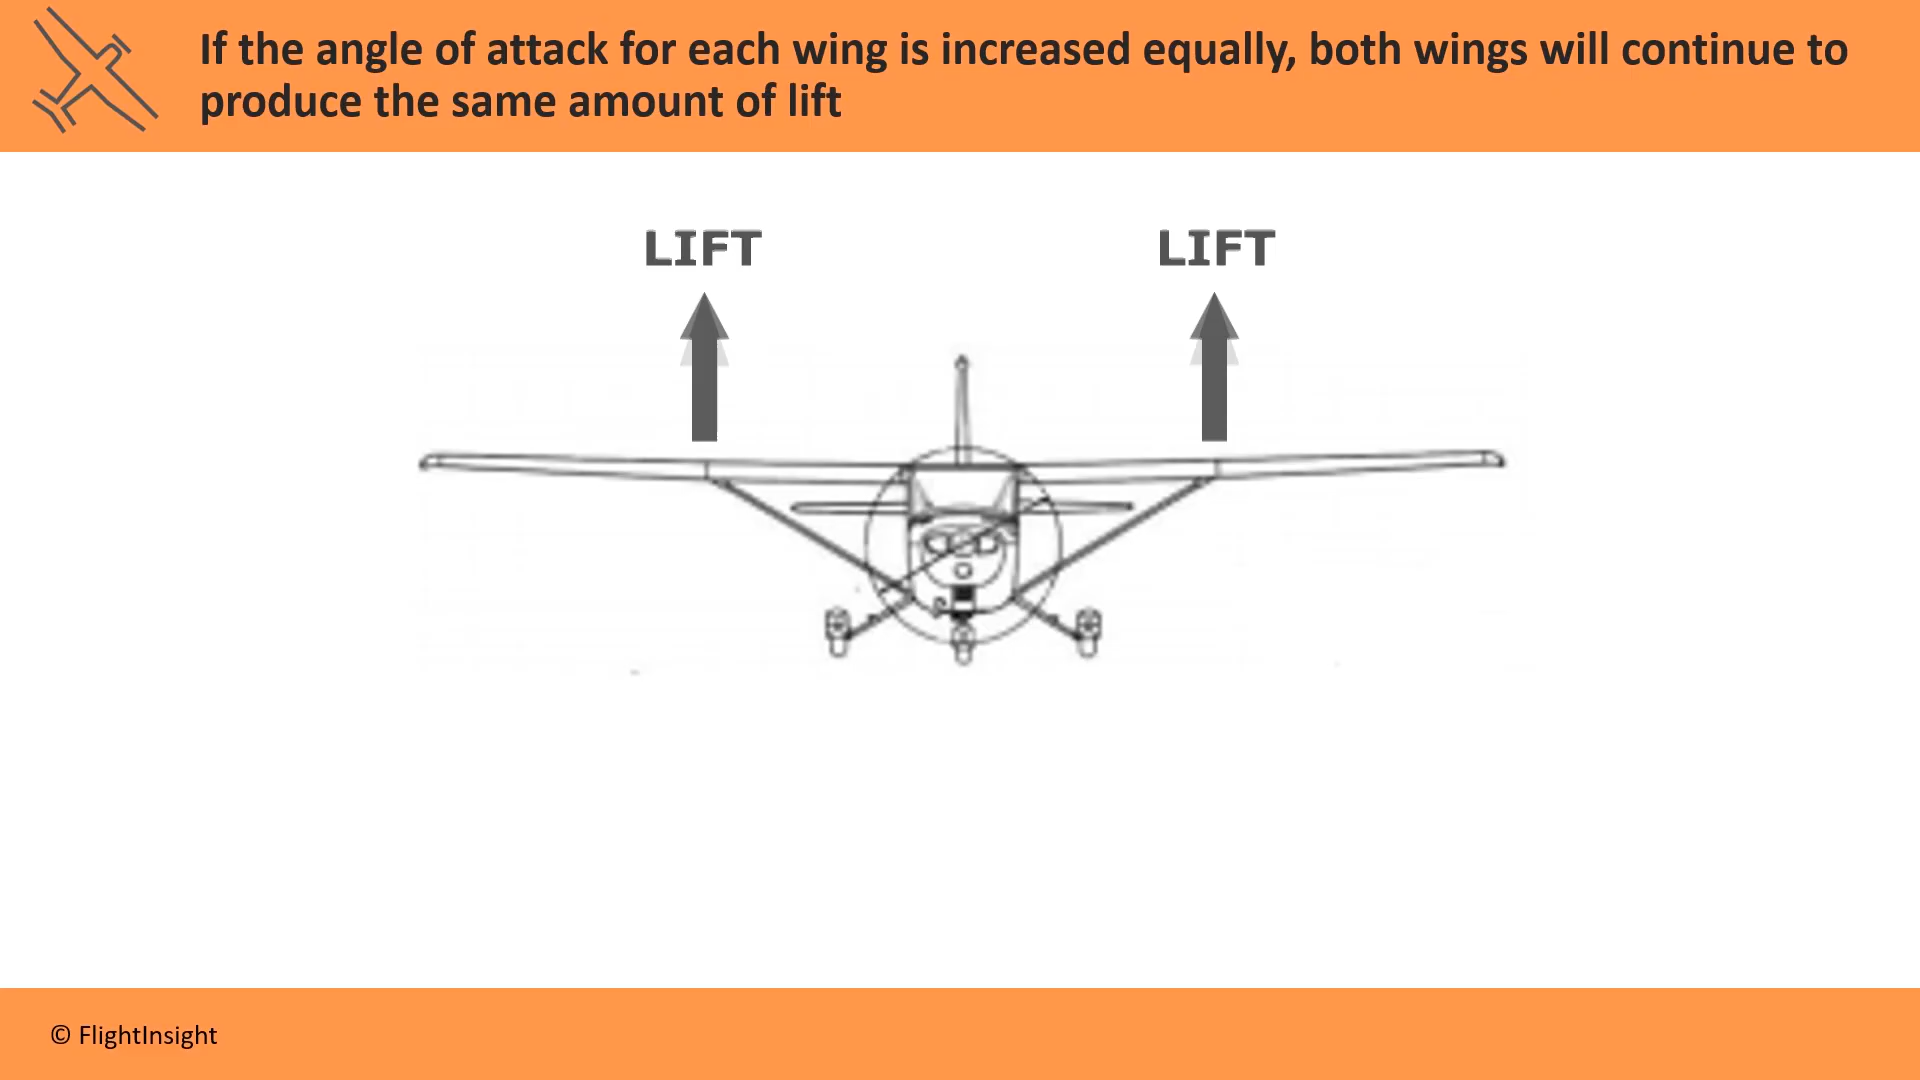 If the angle of attack for each wing is increased equally, both wings will continue to
produce the same amount of lift
LIFT LIFT
© FlightInsight